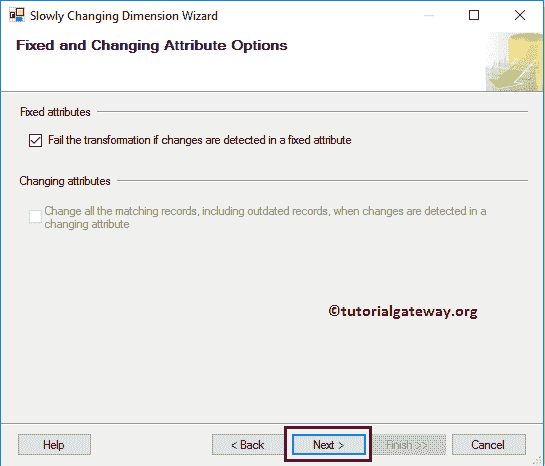 Slowly Changing Dimension Wizard
Fixed and Changing Attribute Options
Fixed attributes
Fail the transformation if changes are detected in a fixed attribute
Changing attributes
Change all the matching records, including outdated records, when changes are detected in a
changing attribute
©tutorialgateway.org
Help
< Back
Next >
Finish >>
Cancel